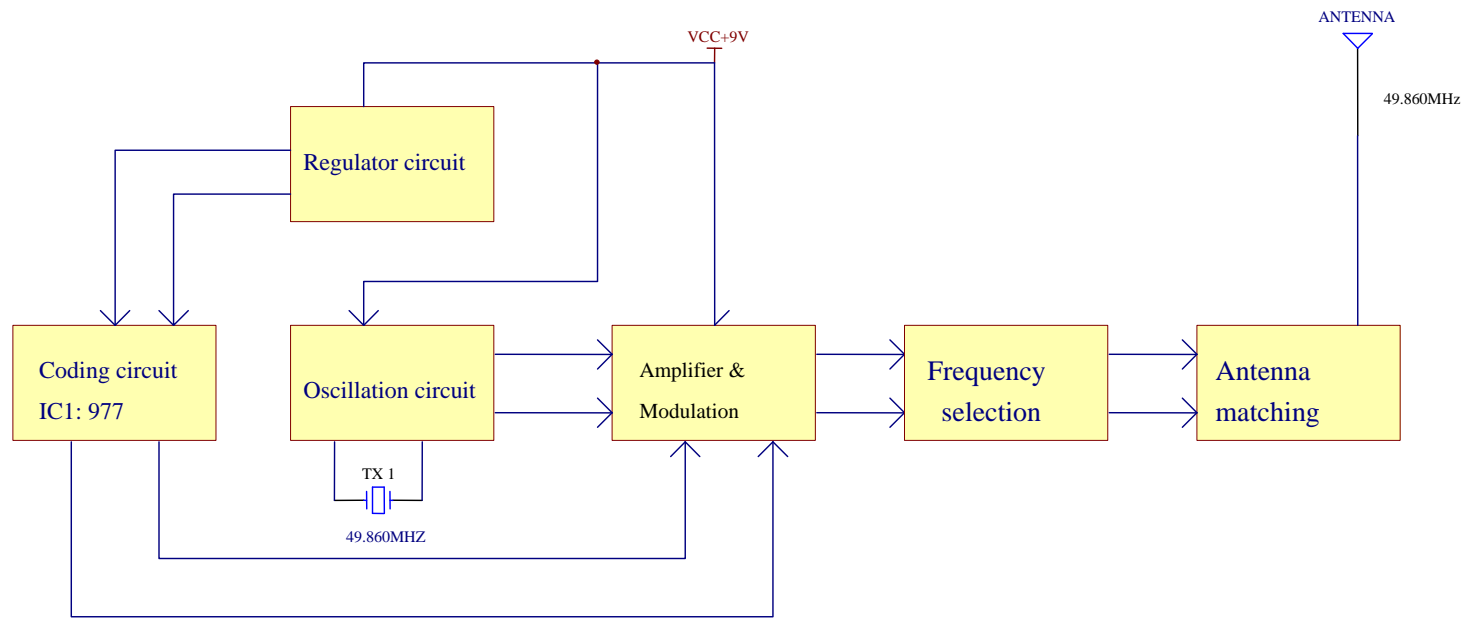 ANTENNA
VCC+9V
49.860MHz
Regulator circuit
Coding circuit
IC1: 977
Oscillation circuit
Amplifier &
Modulation
Frequency
selection
Antenna
matching
TX 1
49.860MHZ